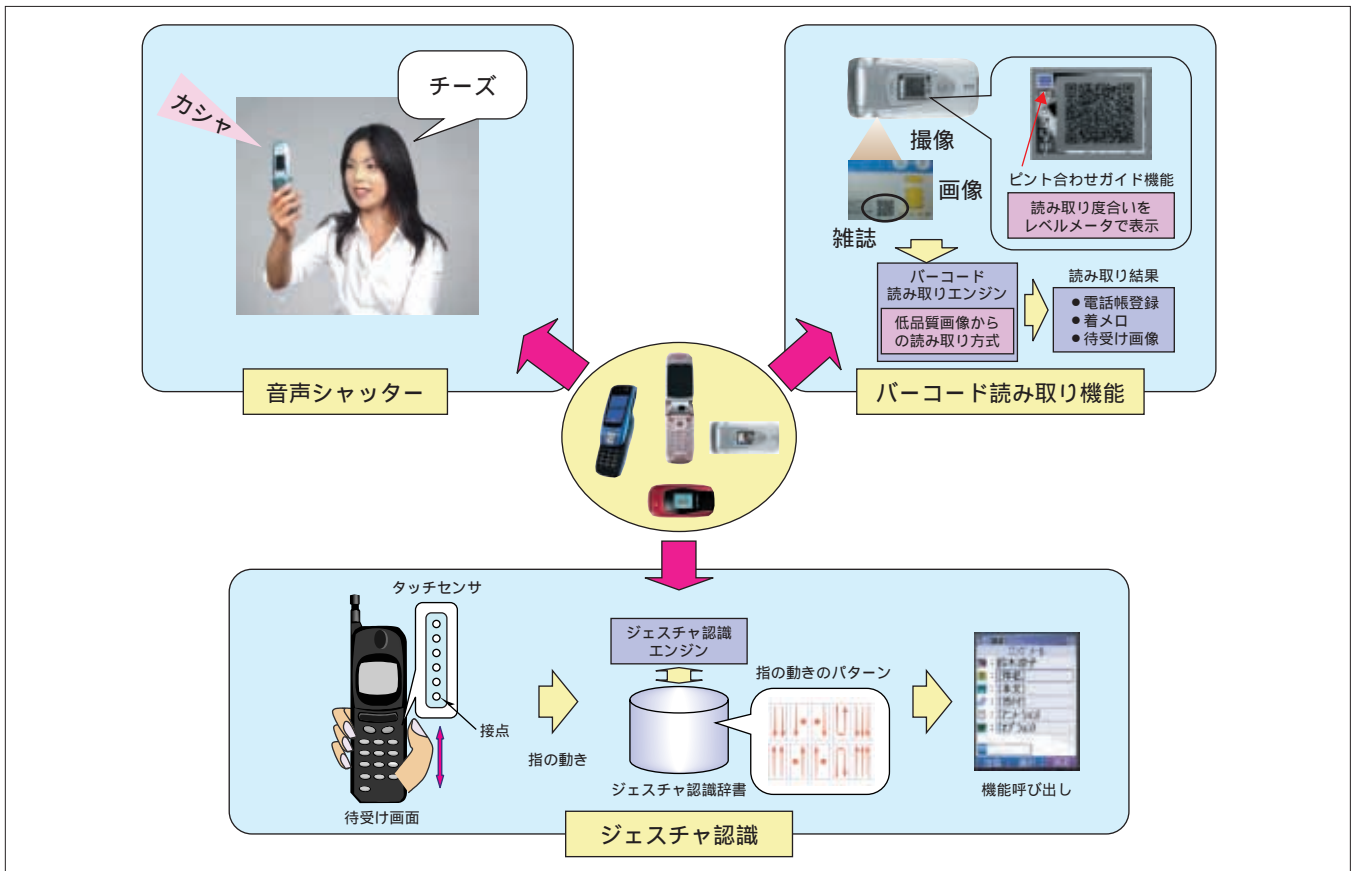 カシャ
チーズ
音声シャッター
撮像
画像
雑誌
ピント合わせガイド機能
読み取り度合いを
レベルメータで表示
バーコード
読み取りエンジン
低品質画像から
の読み取り方式
読み取り結果
●電話帳登録
●着メロ
●待受け画像
バーコード読み取り機能
タッチセンサ
接点
待受け画面
指の動き
ジェスチャ認識
エンジン
ジェスチャ認識辞書
指の動きのパターン
機能呼び出し
ジェスチャ認識